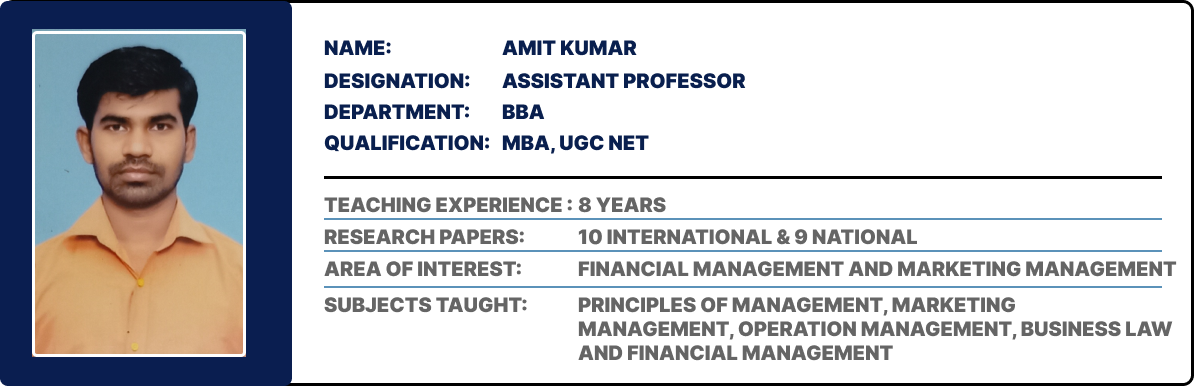 NAME: AMIT KUMAR
DESIGNATION: ASSISTANT PROFESSOR
DEPARTMENT: BBA
QUALIFICATION: MBA, UGC NET
TEACHING EXPERIENCE : 8 YEARS
RESEARCH PAPERS: 10 INTERNATIONAL & 9 NATIONAL
AREA OF INTEREST: FINANCIAL MANAGEMENT AND MARKETING MANAGEMENT
SUBJECTS TAUGHT: PRINCIPLES OF MANAGEMENT, MARKETING
MANAGEMENT, OPERATION MANAGEMENT, BUSINESS LAW
AND FINANCIAL MANAGEMENT